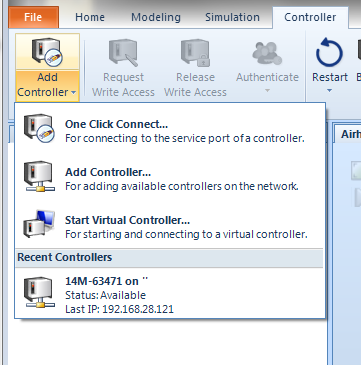 File Home Modeling Simulation Controller
Add Controller
Request Write Access
Release Write Access
Authenticate
Restart
One Click Connect...
For connecting to the service port of a controller.
Add Controller...
For adding available controllers on the network.
Start Virtual Controller...
For starting and connecting to a virtual controller.
Recent Controllers
14M-63471 on ''
Status: Available
Last IP: 192.168.28.121